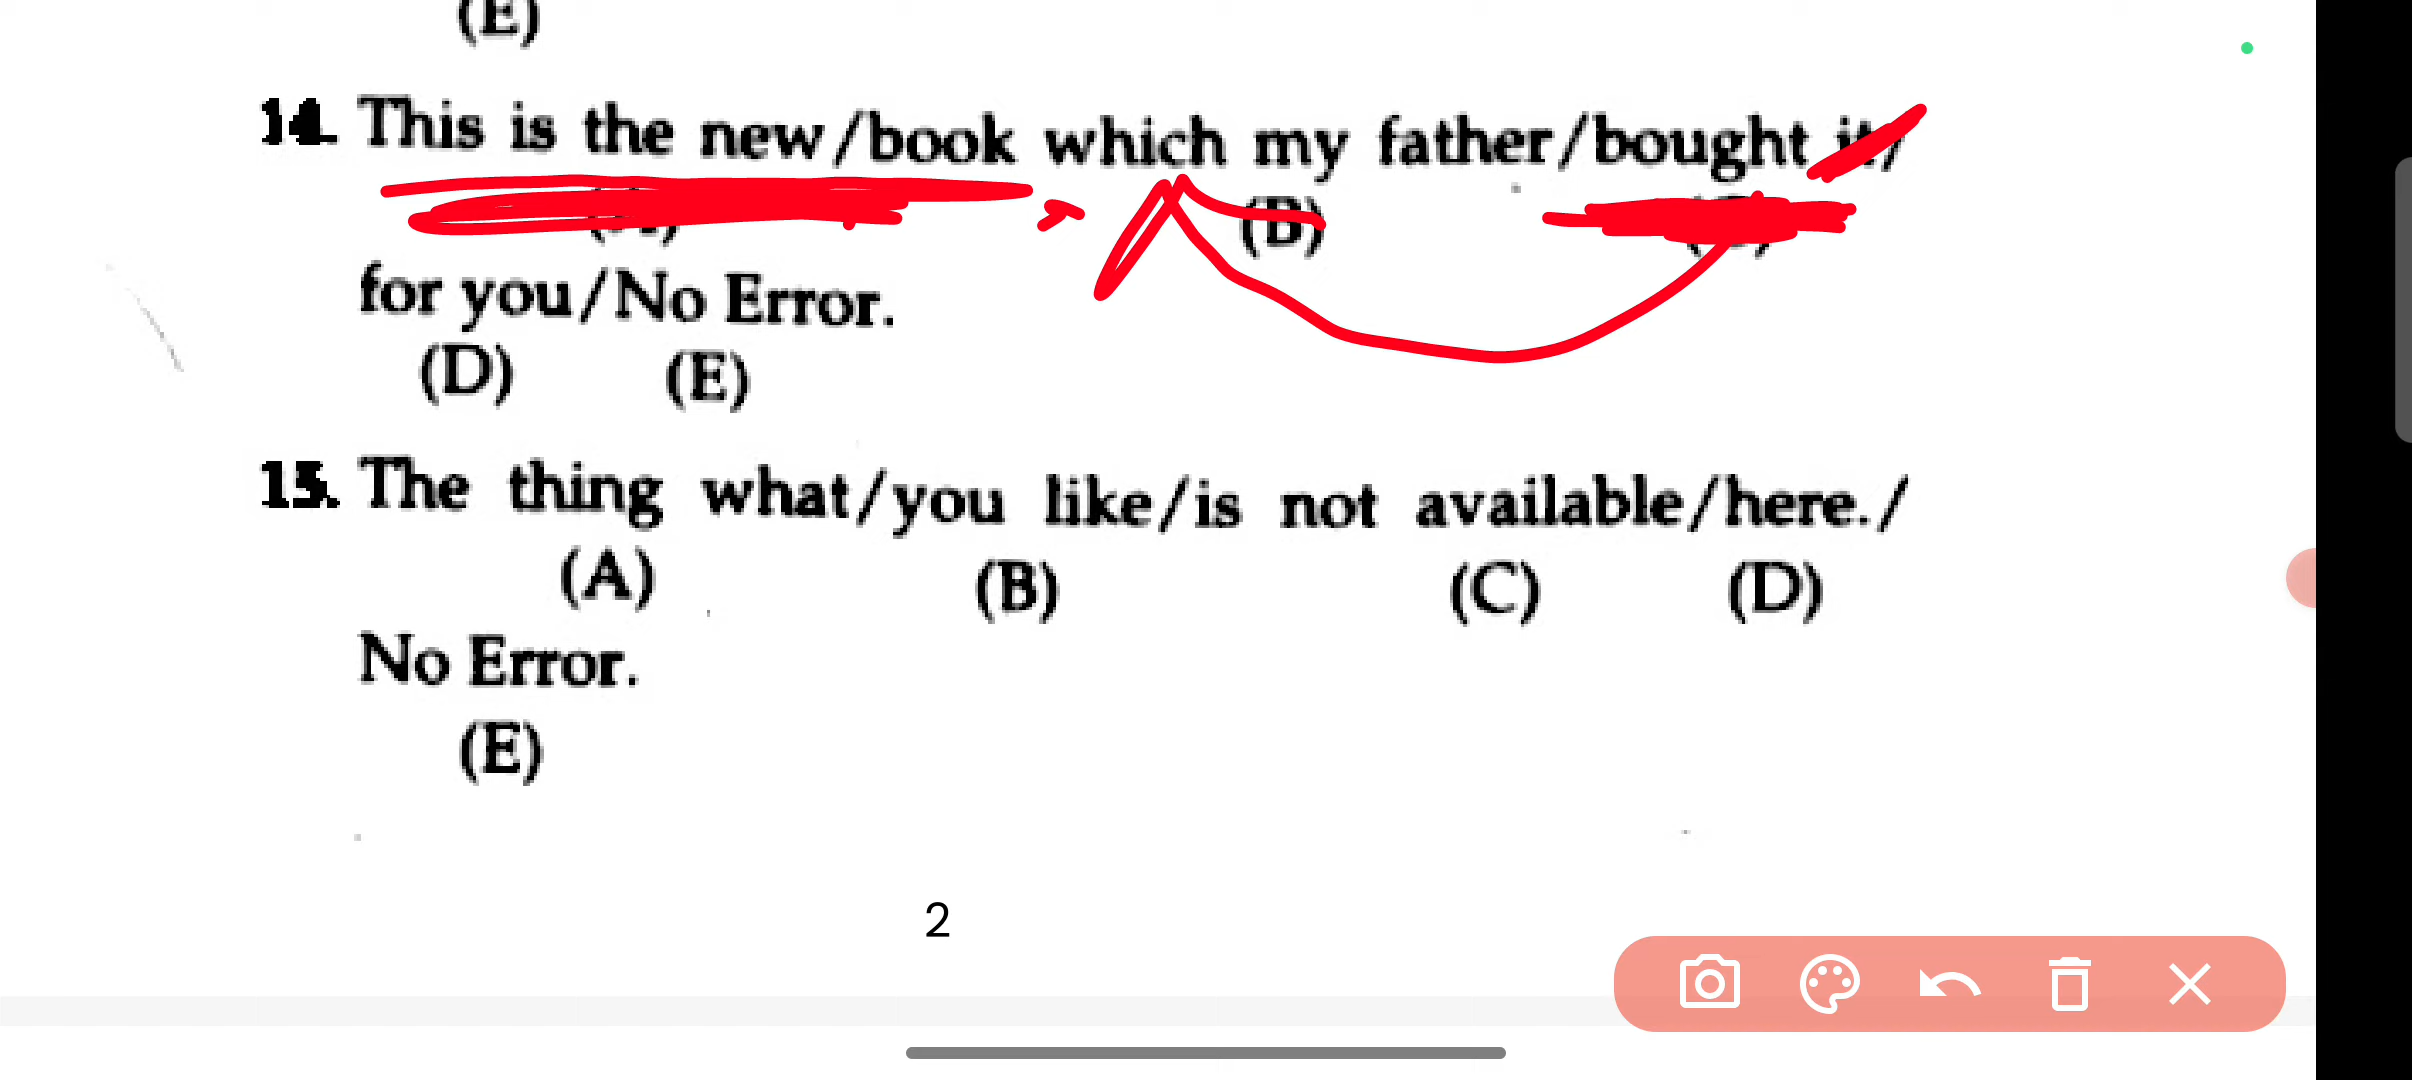 (E)
14. This is the new/book which my father/bought it/
(B)
for you/No Error.
(D) (E)
15. The thing what/you like/is not available/here./
(A) (B) (C) (D)
No Error.
(E)
2